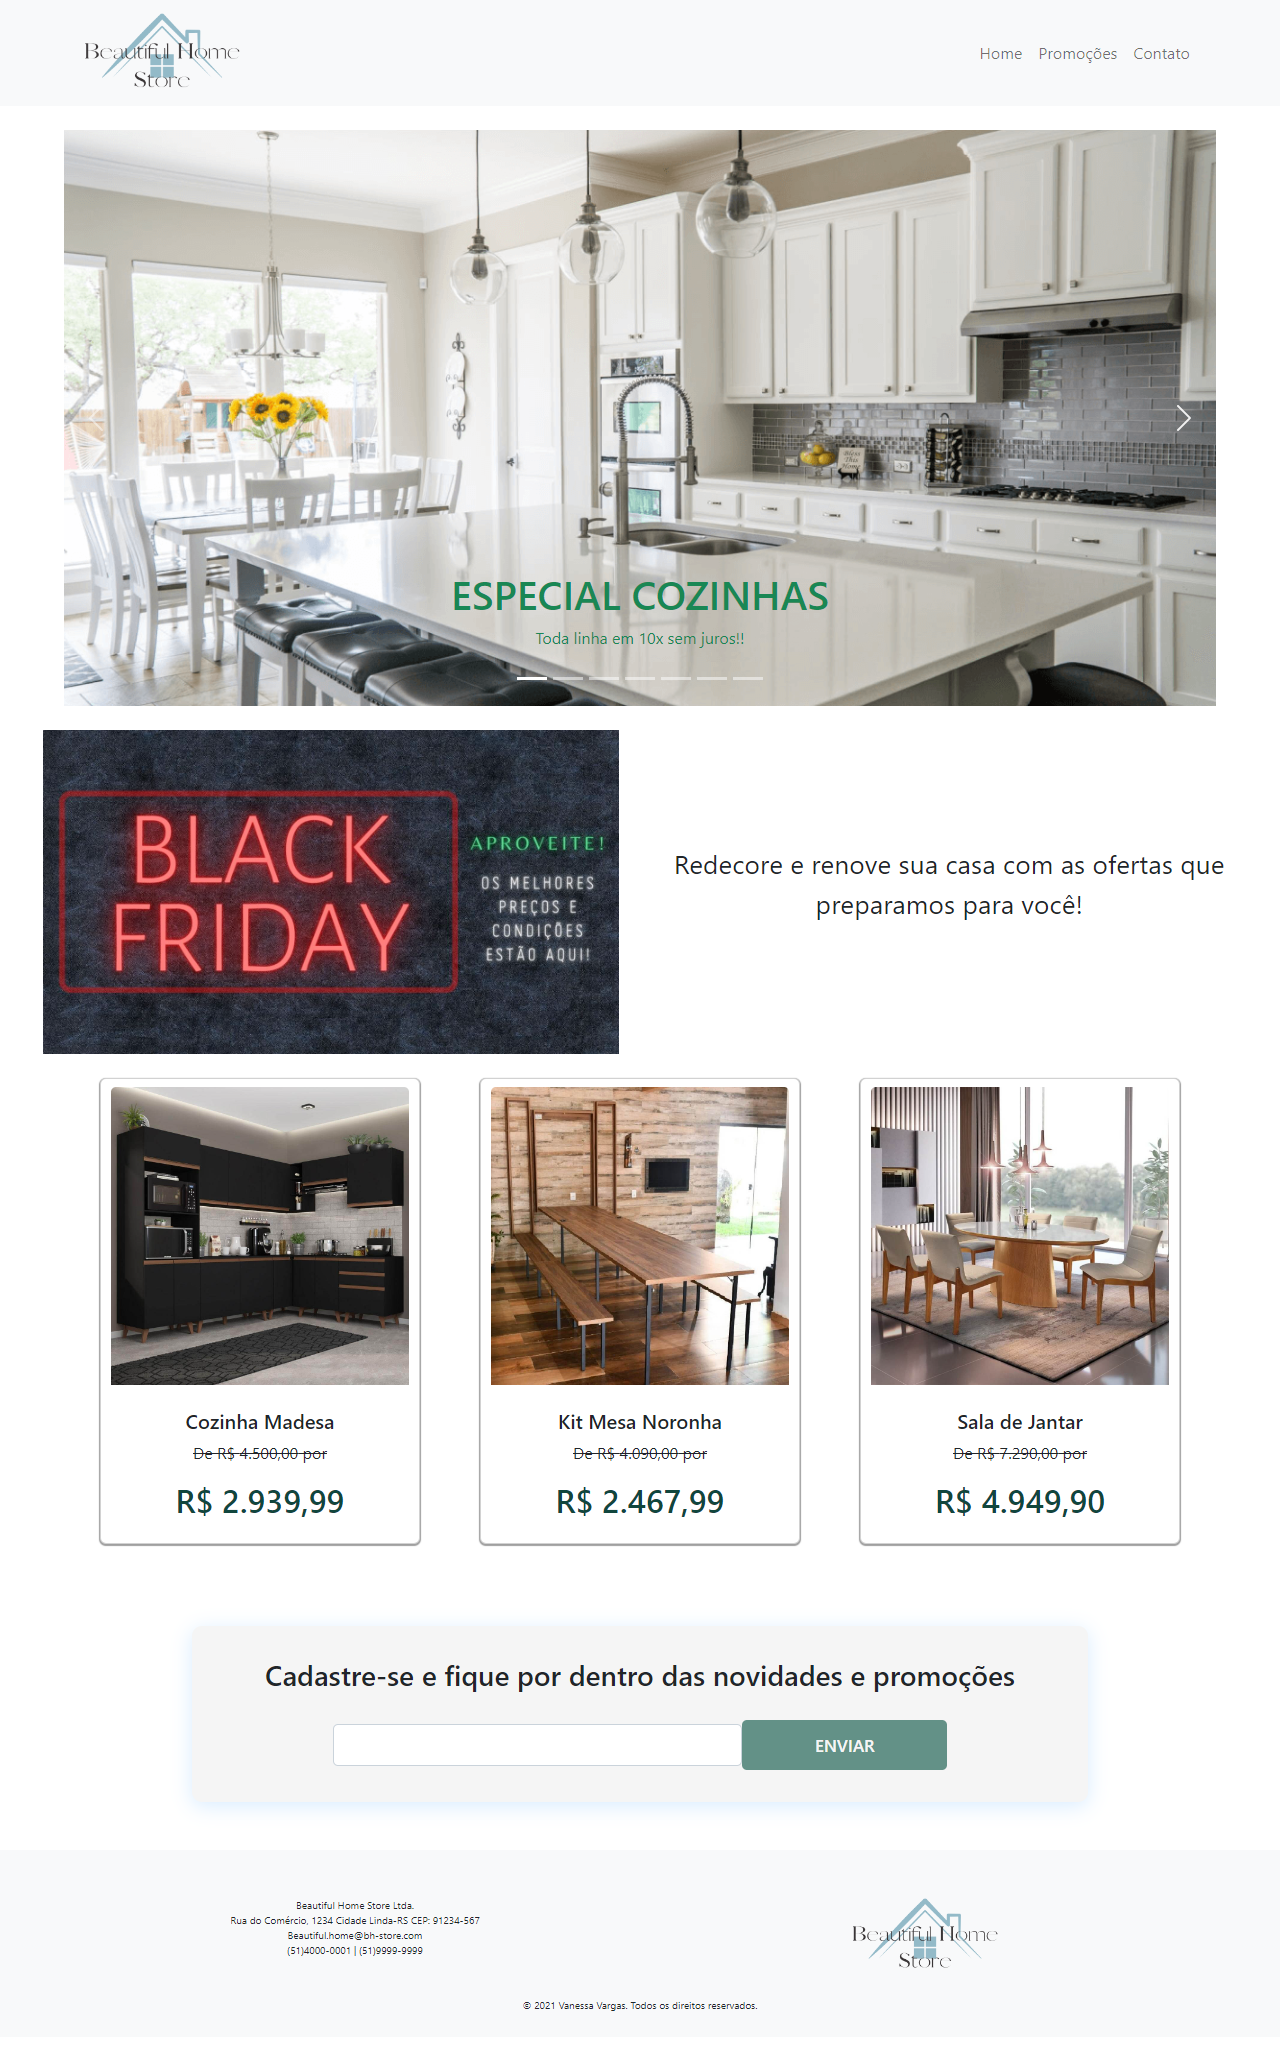 Beautiful Home
Store
Home Promoções Contato
ESPECIAL COZINHAS
Toda linha em 10x sem juros!!
BLACK
FRIDAY
APROVEITE!
OS MELHORES
PREÇOS E
CONDIÇÕES
ESTÃO AQUI!
Redecore e renove sua casa com as ofertas que
preparamos para você!
Cozinha Madesa
De R$ 4.500,00 por
R$ 2.939,99
Kit Mesa Noronha
De R$ 4.090,00 por
R$ 2.467,99
Sala de Jantar
De R$ 7.290,00 por
R$ 4.949,90
Cadastre-se e fique por dentro das novidades e promoções
ENVIAR
Beautiful Home Store Ltda.
Rua do Comércio, 1234 Cidade Linda-RS CEP: 91234-567
Beautiful.home@bh-store.com
(51)4000-0001 | (51)9999-9999
Beautiful Home
Store
© 2021 Vanessa Vargas. Todos os direitos reservados.